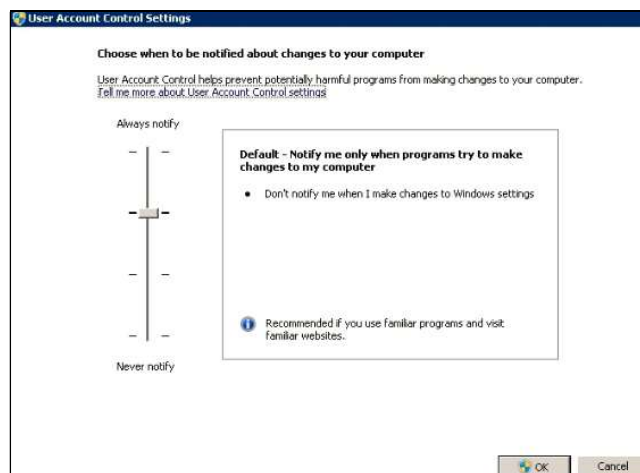 User Account Control Settings
Choose when to be notified about changes to your computer
User Account Control helps prevent potentially harmful programs from making changes to your computer.
Tell me more about User Account Control settings
Always notify
Default - Notify me only when programs try to make
changes to my computer
• Don't notify me when I make changes to Windows settings
Recommended if you use familiar programs and visit
familiar websites.
Never notify
OK Cancel